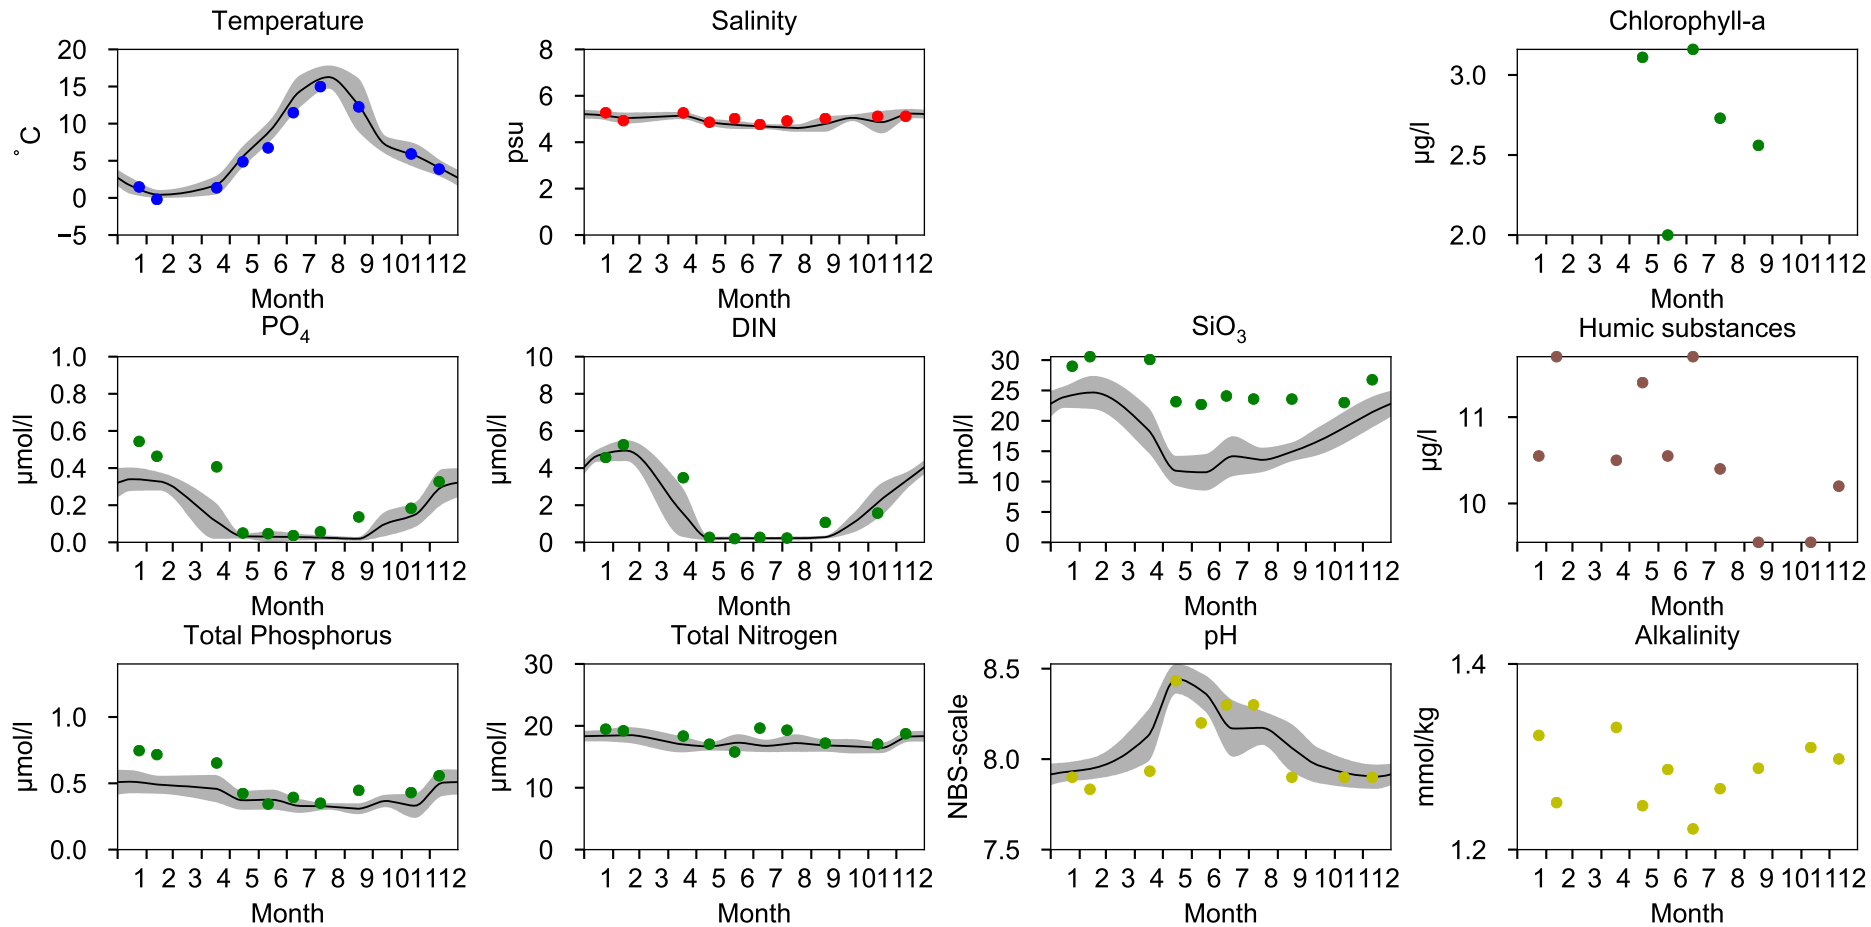 Temperature
20
15
10
5
0
−5
° C
1 2 3 4 5 6 7 8 9 101112
Month
Salinity
8
6
4
2
0
psu
1 2 3 4 5 6 7 8 9 101112
Month
Chlorophyll-a
3.0
2.5
2.0
µg/l
1 2 3 4 5 6 7 8 9 101112
Month
PO4
1.0
0.8
0.6
0.4
0.2
0.0
µmol/l
1 2 3 4 5 6 7 8 9 101112
Month
DIN
10
8
6
4
2
0
µmol/l
1 2 3 4 5 6 7 8 9 101112
Month
SiO3
30
25
20
15
10
5
0
µmol/l
1 2 3 4 5 6 7 8 9 101112
Month
Humic substances
11
10
µg/l
1 2 3 4 5 6 7 8 9 101112
Month
Total Phosphorus
1.0
0.5
0.0
µmol/l
1 2 3 4 5 6 7 8 9 101112
Month
Total Nitrogen
30
20
10
0
µmol/l
1 2 3 4 5 6 7 8 9 101112
Month
pH
8.5
8.0
7.5
NBS-scale
1 2 3 4 5 6 7 8 9 101112
Month
Alkalinity
1.4
1.2
mmol/kg
1 2 3 4 5 6 7 8 9 101112
Month